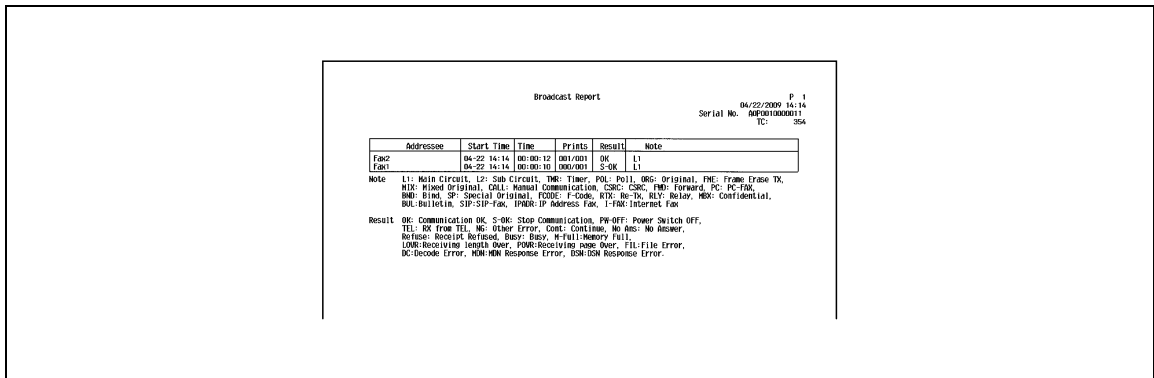 Broadcast Report
P 1
04/22/2009 14:14
Serial No. A0P0010000011
TC: 354
Addressee Start Time Time Prints Result Note
Fax2 04-22 14:14 00:00:12 001/001 OK L1
Fax1 04-22 14:14 00:00:10 000/001 S-OK L1
Note L1: Main Circuit, L2: Sub Circuit, TMR: Timer, POL: Poll, ORG: Original, FME: Frame Erase TX,
MIX: Mixed Original, CALL: Manual Communication, CSRC: CSRC, FWD: Forward, PC: PC-FAX,
BND: Bind, SP: Special Original, FCODE: F-Code, RTX: Re-Tx, RLY: Relay, MBX: Confidential,
BUL:Bulletin, SIP:SIP-Fax, IPADR:IP Address Fax, I-FAX:Internet Fax
Result OK: Communication OK, S-OK: Stop Communication, PW-OFF: Power Switch OFF,
TEL: RX from TEL, NG: Other Error, Cont: Continue, No Ans: No Answer,
Refuse: Receipt Refused, Busy: Busy, M-Full:Memory Full,
LOVR:Receiving length Over, POVR:Receiving page Over, FIL:File Error,
DC:Decode Error, MDN:MDN Response Error, DSN:DSN Response Error.